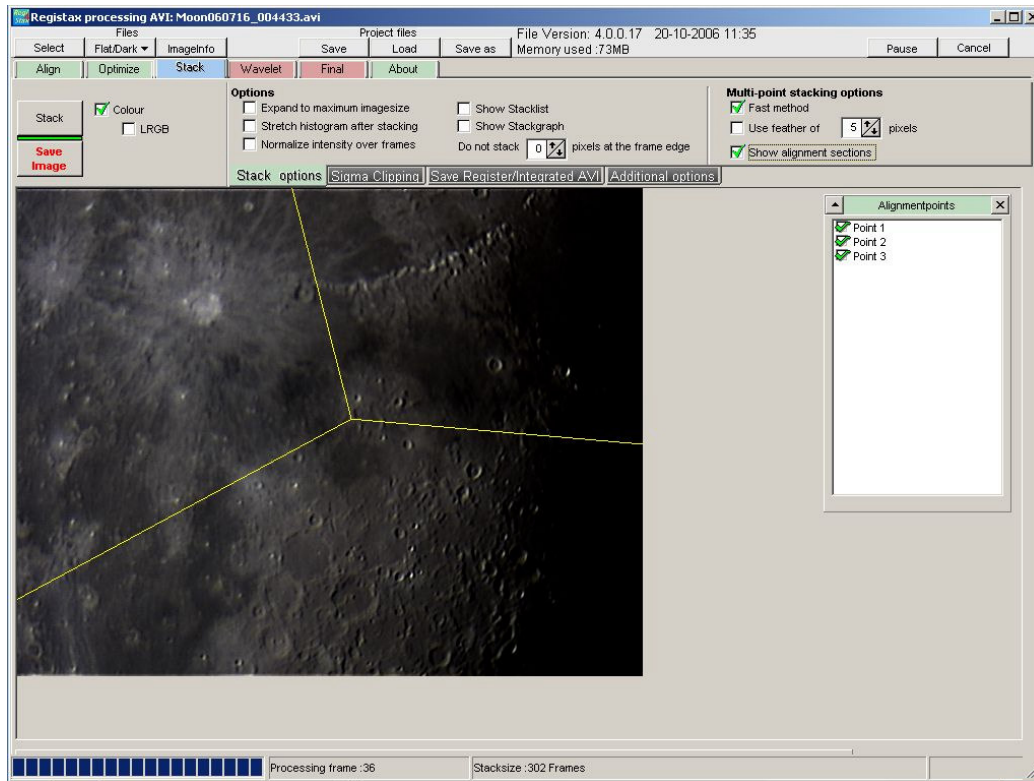 Registax processing AVI: Moon060716_004433.avi
Files Project files File Version: 4.0.0.17 20-10-2006 11:35
Select Flat/Dark ImageInfo Save Load Save as Memory used :73MB Pause Cancel
Align Optimize Stack Wavelet Final About
Stack
Save Image
Colour
LRGB
Options
Expand to maximum imagesize
Stretch histogram after stacking
Normalize intensity over frames
Show Stacklist
Show Stackgraph
Do not stack 0 pixels at the frame edge
Multi-point stacking options
Fast method
Use feather of 5 pixels
Show alignment sections
Stack options Sigma Clipping Save Register/Integrated AVI Additional options
Alignmentpoints
Point 1
Point 2
Point 3
Processing frame :36 Stacksize :302 Frames